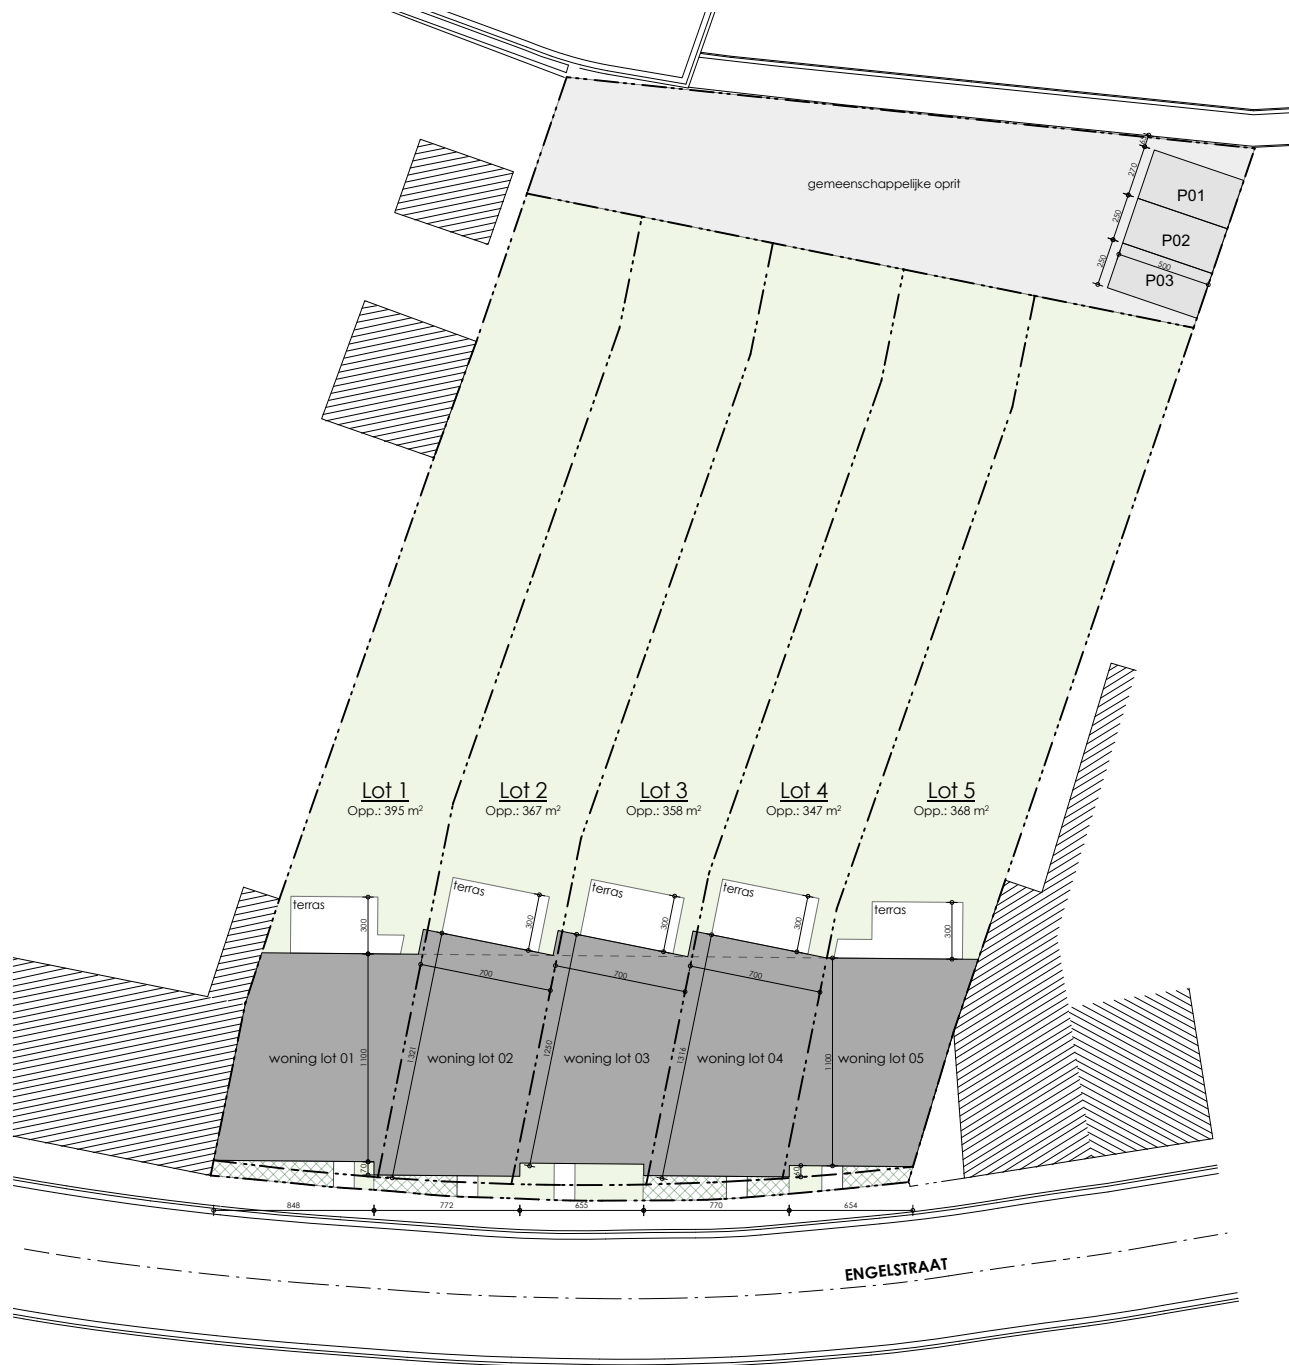 65
270
gemeenschappelijke oprit
P01
250
P02
250
500
P03
Lot 1
Opp.: 395 m²
Lot 2
Opp.: 367 m²
Lot 3
Opp.: 358 m²
Lot 4
Opp.: 347 m²
Lot 5
Opp.: 368 m²
terras
300
terras
300
terras
300
terras
300
terras
300
700
700
700
woning lot 01
1100
1321
woning lot 02
1250
woning lot 03
1316
woning lot 04
1100
woning lot 05
70
60
848
772
655
770
654
ENGELSTRAAT